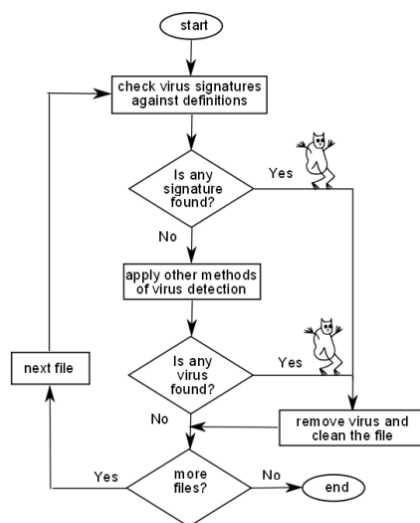 start
check virus signatures
against definitions
Is any
signature
found?
Yes
No
apply other methods
of virus detection
Is any
virus
found?
Yes
next file
No
remove virus and
clean the file
more
files?
Yes
No
end